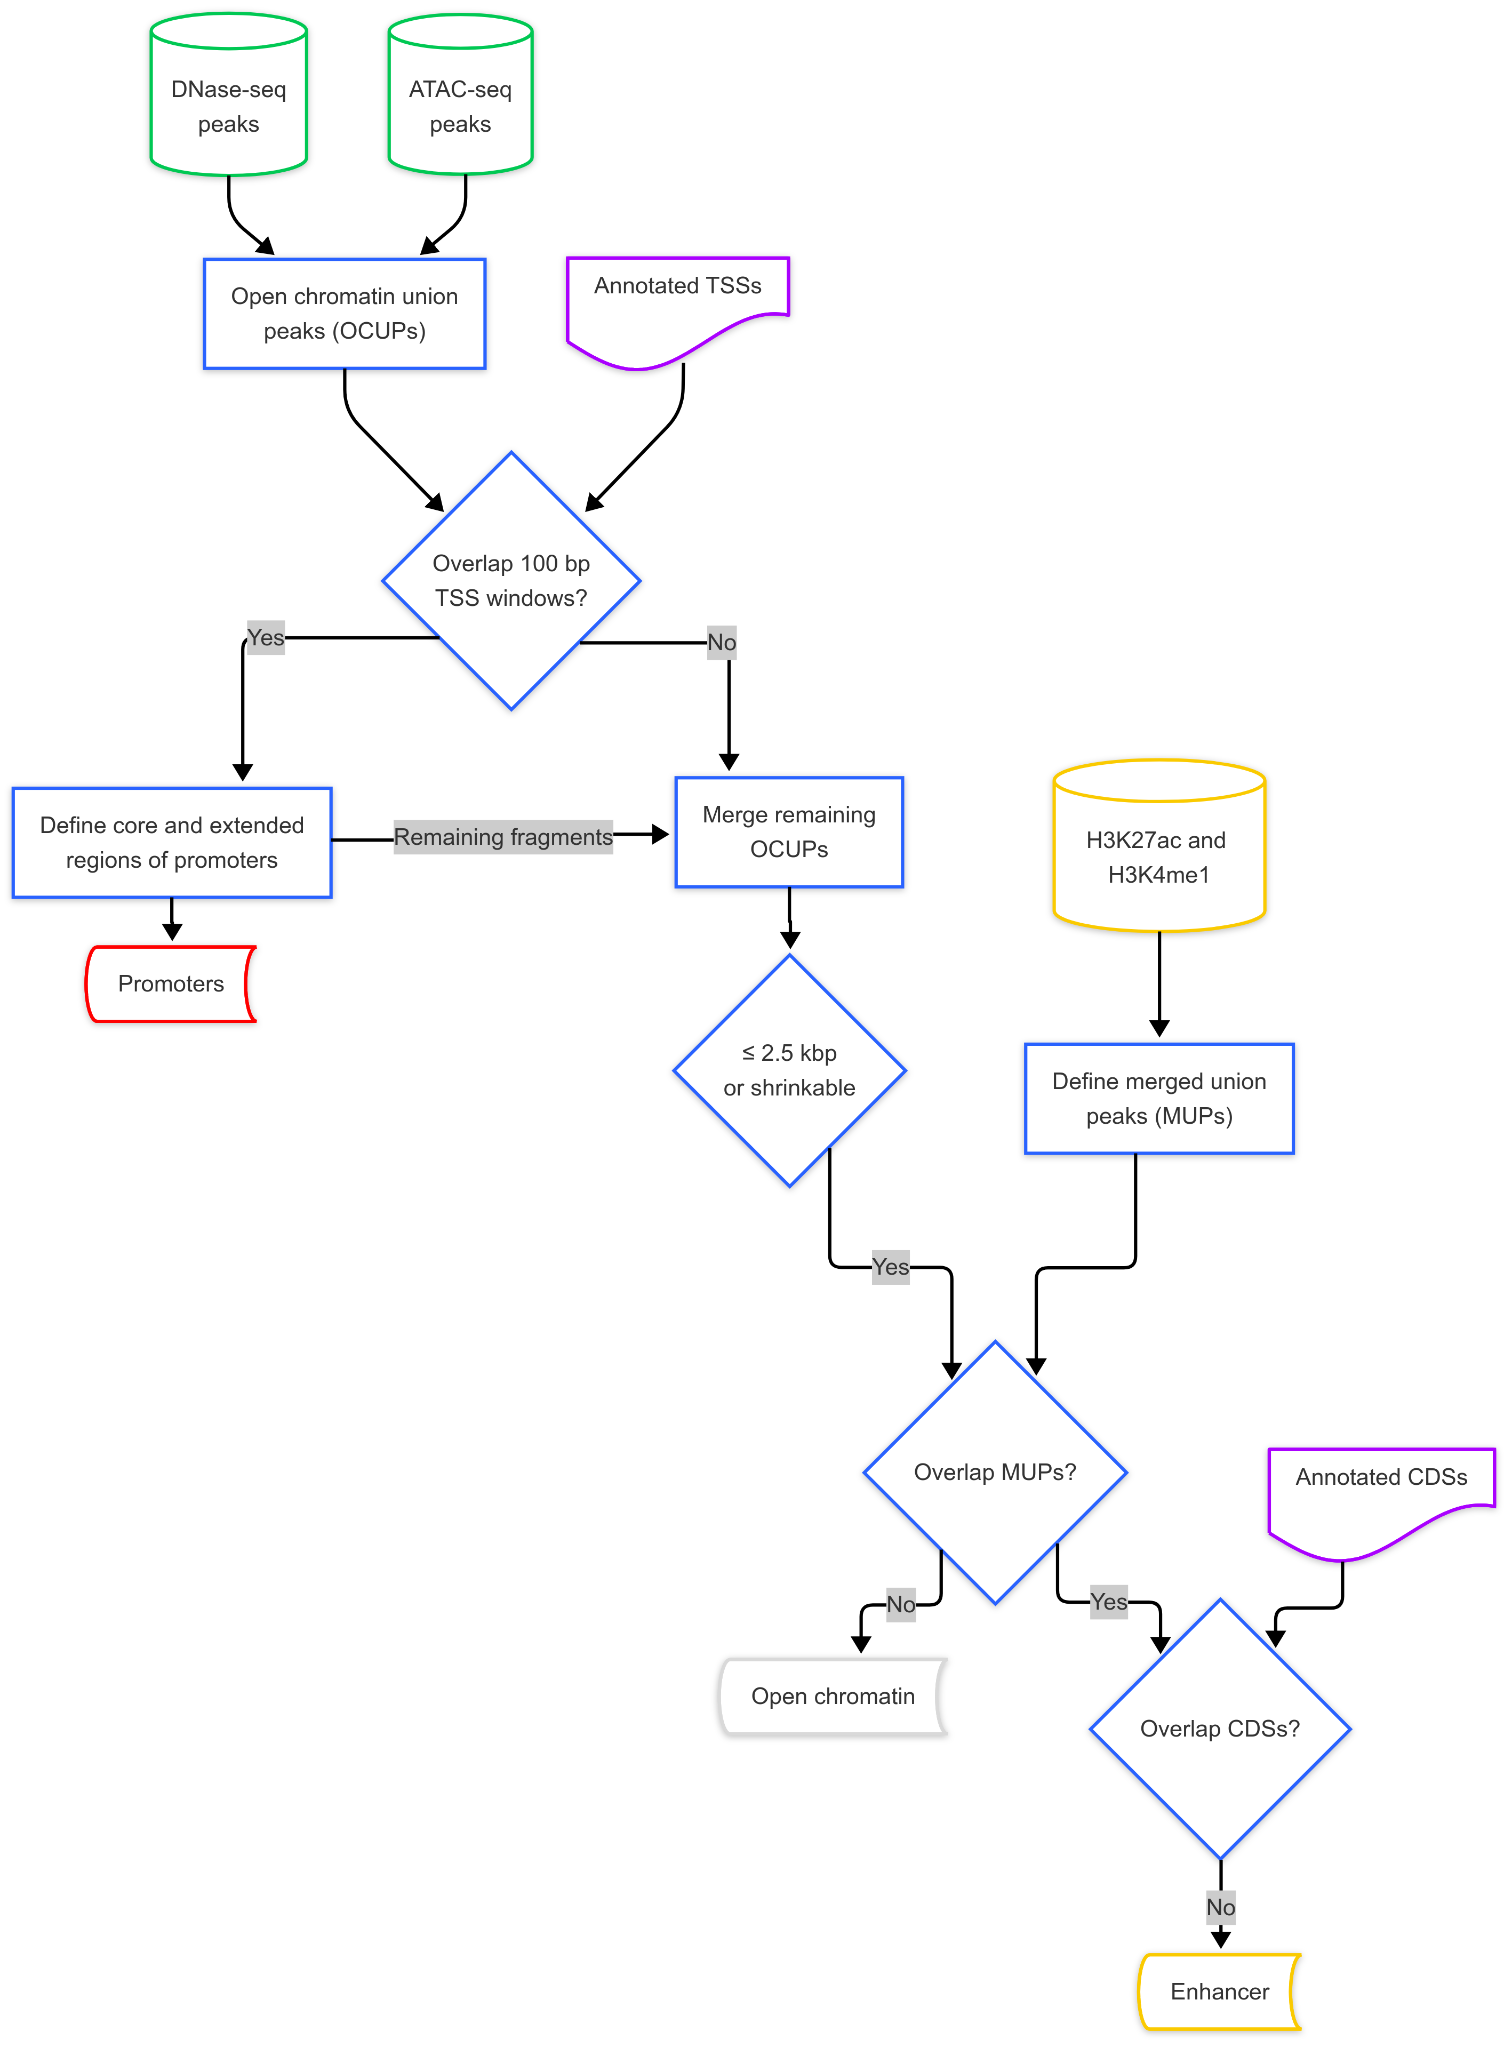 DNase-seq
peaks
ATAC-seq
peaks
Open chromatin union
peaks (OCUPs)
Annotated TSSs
Overlap 100 bp
TSS windows?
Yes
No
Define core and extended
regions of promoters
Remaining fragments
Merge remaining
OCUPs
H3K27ac and
H3K4me1
Promoters
≤ 2.5 kbp
or shrinkable
Define merged union
peaks (MUPs)
Yes
Overlap MUPs?
Annotated CDSs
No
Yes
Open chromatin
Overlap CDSs?
No
Enhancer